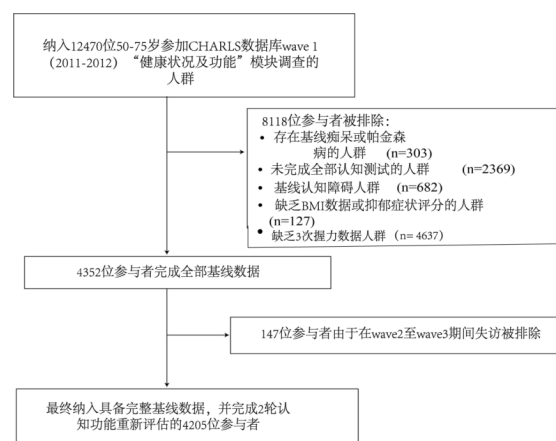 纳入12470位50-75岁参加CHARLS数据库wave 1
（2011-2012）“健康状况及功能”模块调查的
人群
8118位参与者被排除：
• 存在基线痴呆或帕金森
病的人群 (n=303)
• 未完成全部认知测试的人群 (n=2369)
• 基线认知障碍人群 (n=682)
• 缺乏BMI数据或抑郁症状评分的人群
(n=127)
• 缺乏3次握力数据人群 (n= 4637)
4352位参与者完成全部基线数据
147位参与者由于在wave2至wave3期间失访被排除
最终纳入具备完整基线数据，并完成2轮认
知功能重新评估的4205位参与者